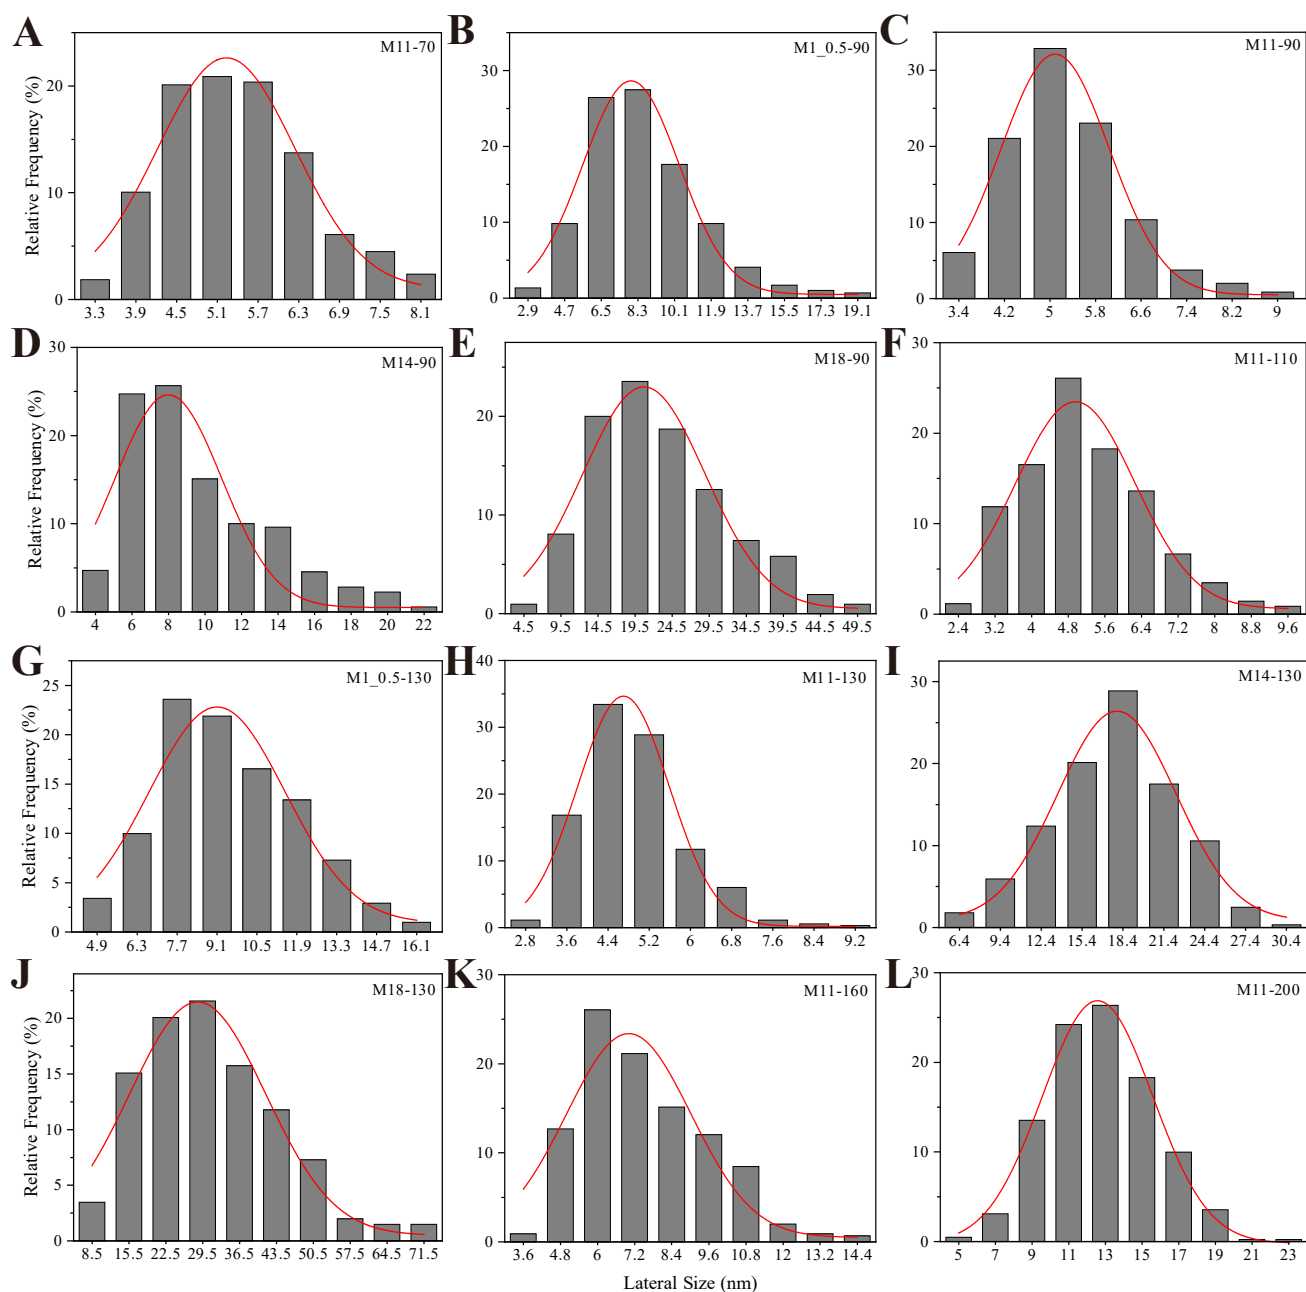 A
M11-70
Relative Frequency (%)
20
10
0
3.3 3.9 4.5 5.1 5.7 6.3 6.9 7.5 8.1
B
M1_0.5-90
30
20
10
0
2.9 4.7 6.5 8.3 10.1 11.9 13.7 15.5 17.3 19.1
C
M11-90
30
20
10
0
3.4 4.2 5 5.8 6.6 7.4 8.2 9
D
M14-90
Relative Frequency (%)
30
20
10
0
4 6 8 10 12 14 16 18 20 22
E
M18-90
20
10
0
4.5 9.5 14.5 19.5 24.5 29.5 34.5 39.5 44.5 49.5
F
M11-110
30
20
10
0
2.4 3.2 4 4.8 5.6 6.4 7.2 8 8.8 9.6
G
M1_0.5-130
Relative Frequency (%)
25
20
15
10
5
0
4.9 6.3 7.7 9.1 10.5 11.9 13.3 14.7 16.1
H
M11-130
40
30
20
10
0
2.8 3.6 4.4 5.2 6 6.8 7.6 8.4 9.2
I
M14-130
30
20
10
0
6.4 9.4 12.4 15.4 18.4 21.4 24.4 27.4 30.4
J
M18-130
Relative Frequency (%)
20
15
10
5
0
8.5 15.5 22.5 29.5 36.5 43.5 50.5 57.5 64.5 71.5
K
M11-160
30
20
10
0
3.6 4.8 6 7.2 8.4 9.6 10.8 12 13.2 14.4
L
M11-200
30
20
10
0
5 7 9 11 13 15 17 19 21 23
Lateral Size (nm)